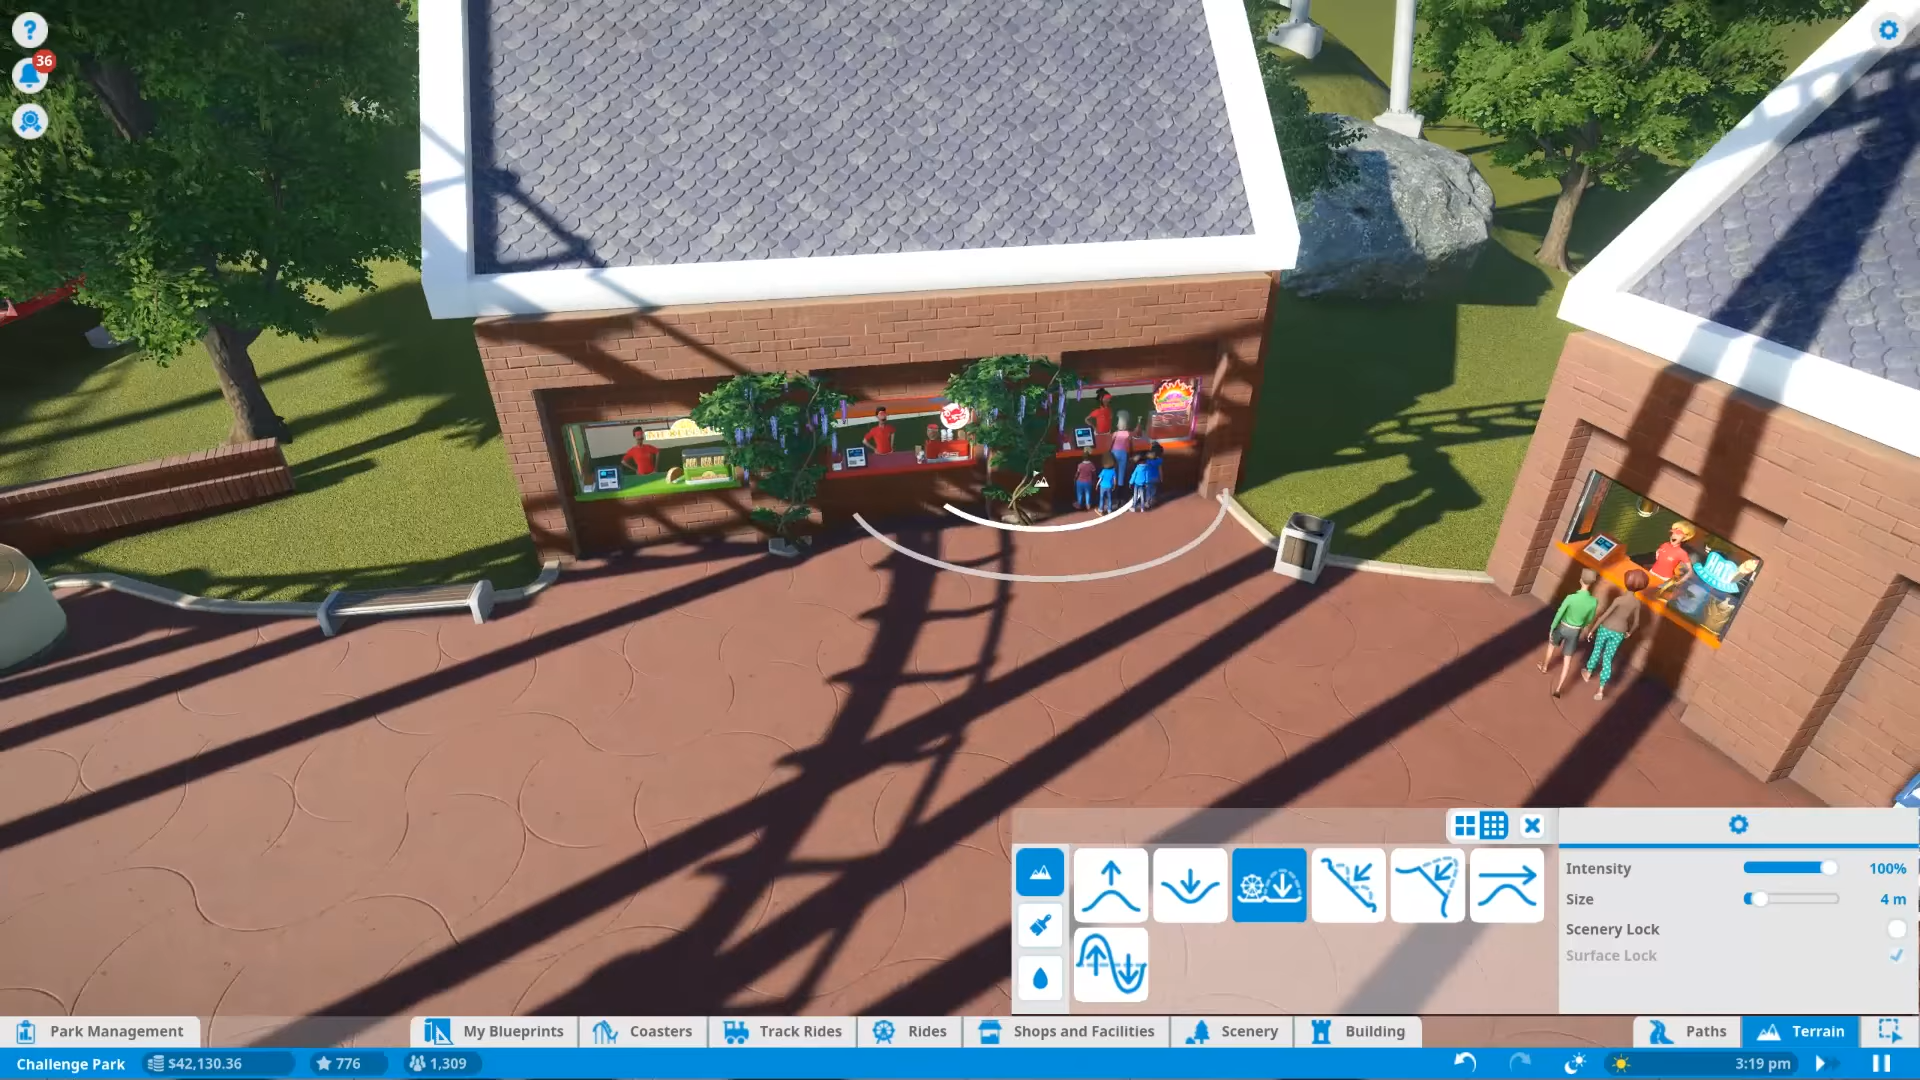 ?
36
Intensity 100%
Size 4 m
Scenery Lock
Surface Lock
Park Management
My Blueprints
Coasters
Track Rides
Rides
Shops and Facilities
Scenery
Building
Paths
Terrain
Challenge Park
$42,130.36
776
1,309
3:19 pm